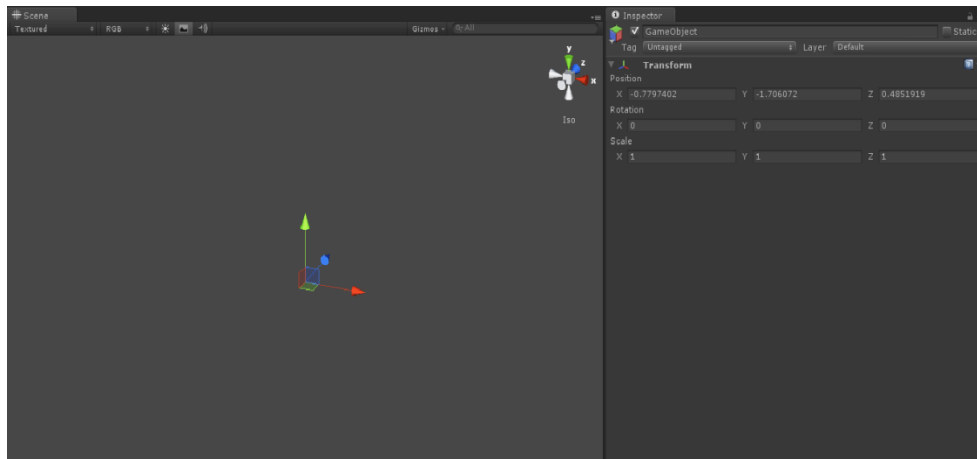 Scene
Textured RGB Gizmos All
y
z
x
Iso
Inspector
GameObject Static
Tag Untagged Layer Default
Transform
Position
X -0.7797402 Y -1.706072 Z 0.4851919
Rotation
X 0 Y 0 Z 0
Scale
X 1 Y 1 Z 1